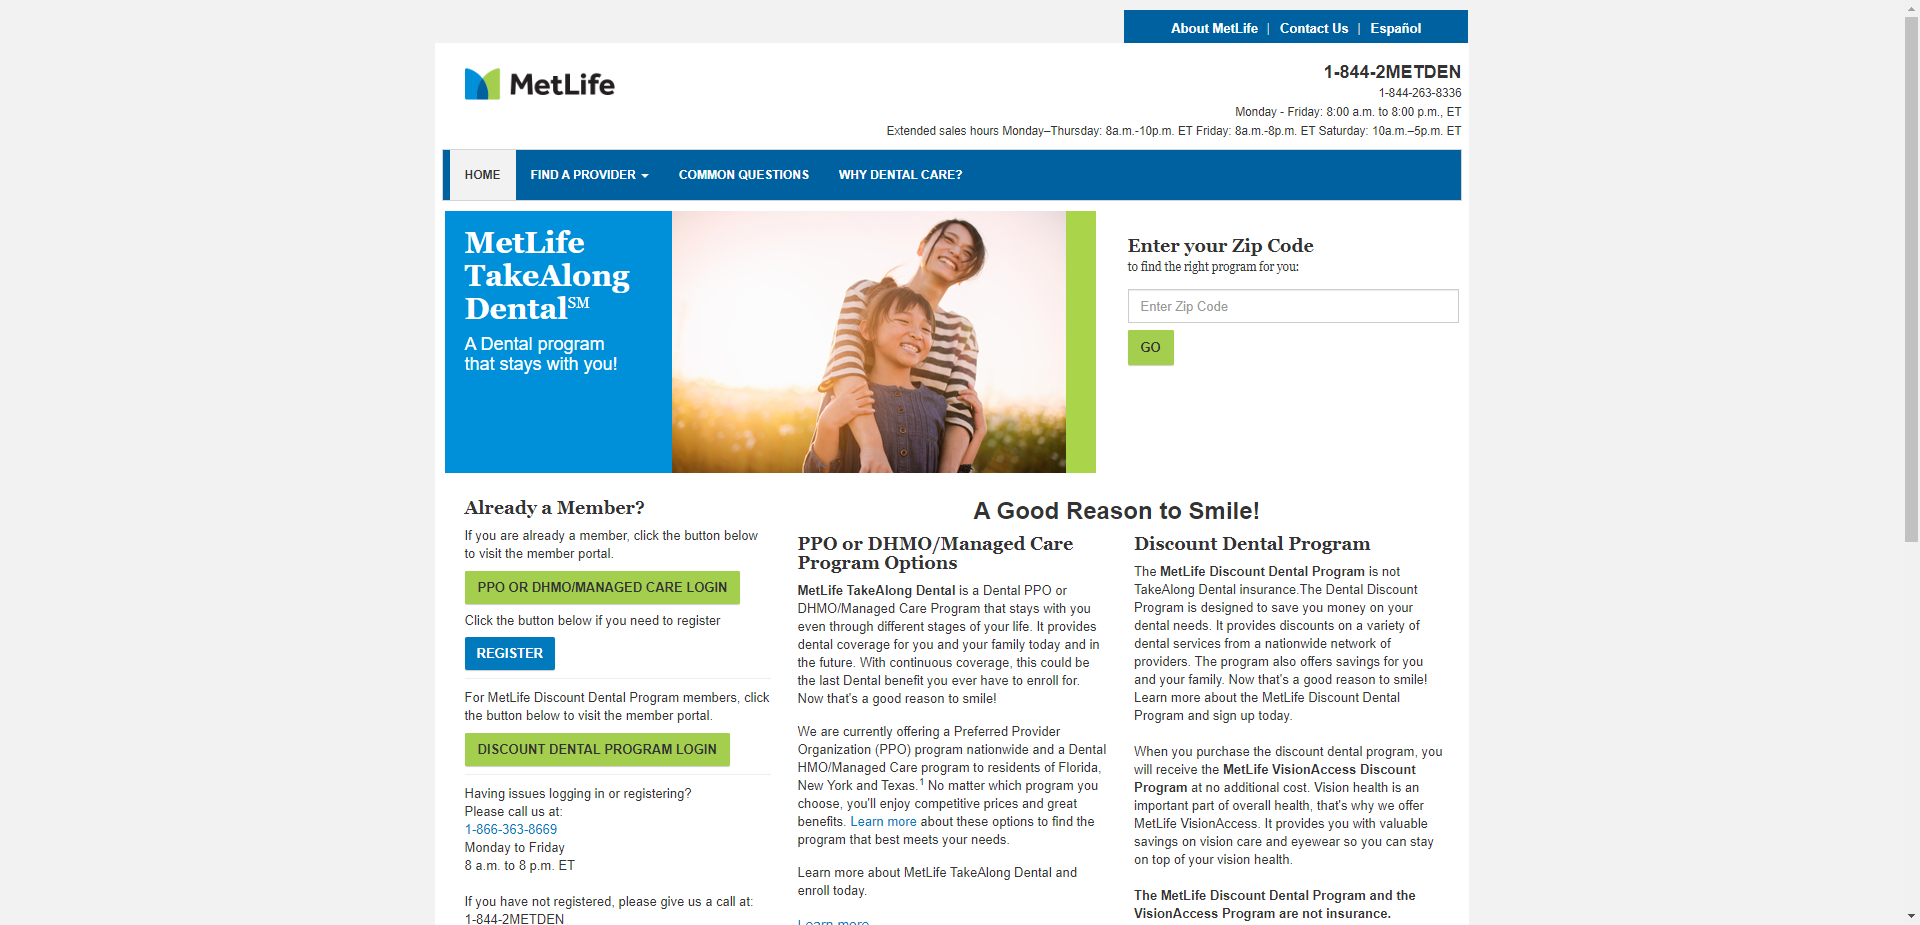 About MetLife | Contact Us | Español
MetLife
1-844-2METDEN
1-844-263-8336
Monday - Friday: 8:00 a.m. to 8:00 p.m., ET
Extended sales hours Monday–Thursday: 8a.m.-10p.m. ET Friday: 8a.m.-8p.m. ET Saturday: 10a.m.–5p.m. ET
HOME FIND A PROVIDER COMMON QUESTIONS WHY DENTAL CARE?
MetLife
TakeAlong
Dental℠
A Dental program
that stays with you!
Enter your Zip Code
to find the right program for you:
Enter Zip Code
GO
Already a Member?
If you are already a member, click the button below
to visit the member portal.
PPO OR DHMO/MANAGED CARE LOGIN
Click the button below if you need to register
REGISTER
For MetLife Discount Dental Program members, click
the button below to visit the member portal.
DISCOUNT DENTAL PROGRAM LOGIN
Having issues logging in or registering?
Please call us at:
1-866-363-8669
Monday to Friday
8 a.m. to 8 p.m. ET
If you have not registered, please give us a call at:
1-844-2METDEN
A Good Reason to Smile!
PPO or DHMO/Managed Care
Program Options
MetLife TakeAlong Dental is a Dental PPO or
DHMO/Managed Care Program that stays with you
even through different stages of your life. It provides
dental coverage for you and your family today and in
the future. With continuous coverage, this could be
the last Dental benefit you ever have to enroll for.
Now that's a good reason to smile!
We are currently offering a Preferred Provider
Organization (PPO) program nationwide and a Dental
HMO/Managed Care program to residents of Florida,
New York and Texas.¹ No matter which program you
choose, you'll enjoy competitive prices and great
benefits. Learn more about these options to find the
program that best meets your needs.
Learn more about MetLife TakeAlong Dental and
enroll today.
Learn more
Discount Dental Program
The MetLife Discount Dental Program is not
TakeAlong Dental insurance.The Dental Discount
Program is designed to save you money on your
dental needs. It provides discounts on a variety of
dental services from a nationwide network of
providers. The program also offers savings for you
and your family. Now that's a good reason to smile!
Learn more about the MetLife Discount Dental
Program and sign up today.
When you purchase the discount dental program, you
will receive the MetLife VisionAccess Discount
Program at no additional cost. Vision health is an
important part of overall health, that's why we offer
MetLife VisionAccess. It provides you with valuable
savings on vision care and eyewear so you can stay
on top of your vision health.
The MetLife Discount Dental Program and the
VisionAccess Program are not insurance.